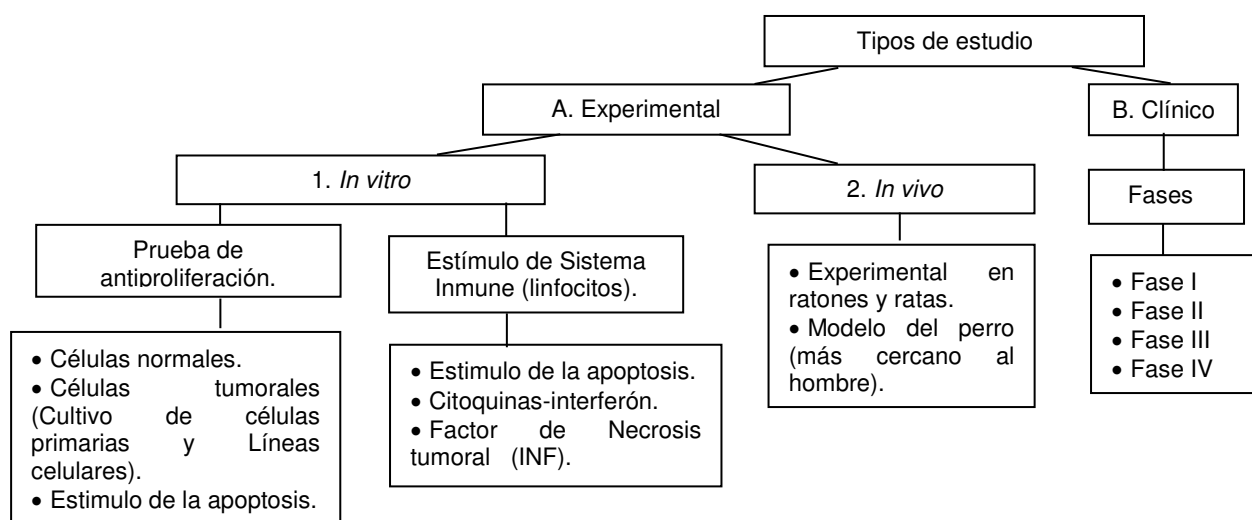 Tipos de estudio
A. Experimental
B. Clínico
1. In vitro
2. In vivo
Fases
Prueba de
antiproliferación.
Estímulo de Sistema
Inmune (linfocitos).
• Experimental en
ratones y ratas.
• Modelo del perro
(más cercano al
hombre).
• Fase I
• Fase II
• Fase III
• Fase IV
• Células normales.
• Células tumorales
(Cultivo de células
primarias y Líneas
celulares).
• Estimulo de la apoptosis.
• Estimulo de la apoptosis.
• Citoquinas-interferón.
• Factor de Necrosis
tumoral (INF).